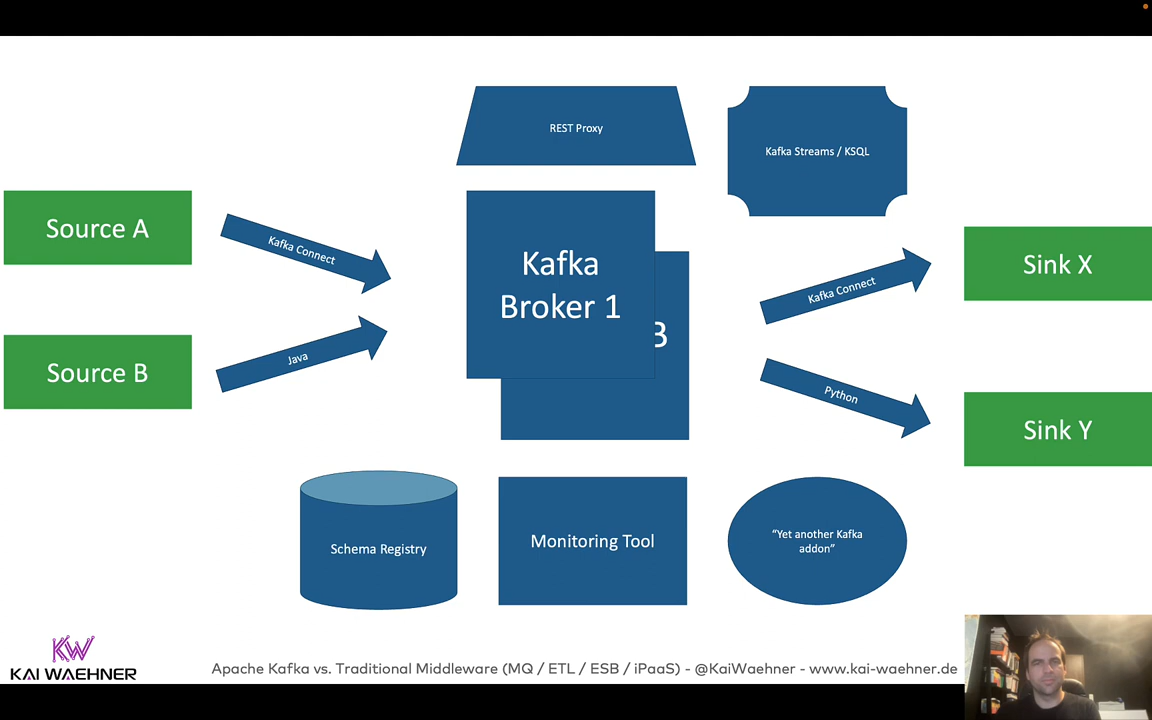 REST Proxy
Kafka Streams / KSQL
Source A
Kafka Connect
Kafka
Broker 1
B
Kafka Connect
Sink X
Source B
Java
Python
Sink Y
Schema Registry
Monitoring Tool
“Yet another Kafka
addon”
KW
KAI WAEHNER
Apache Kafka vs. Traditional Middleware (MQ / ETL / ESB / iPaaS) - @KaiWaehner - www.kai-waehner.de